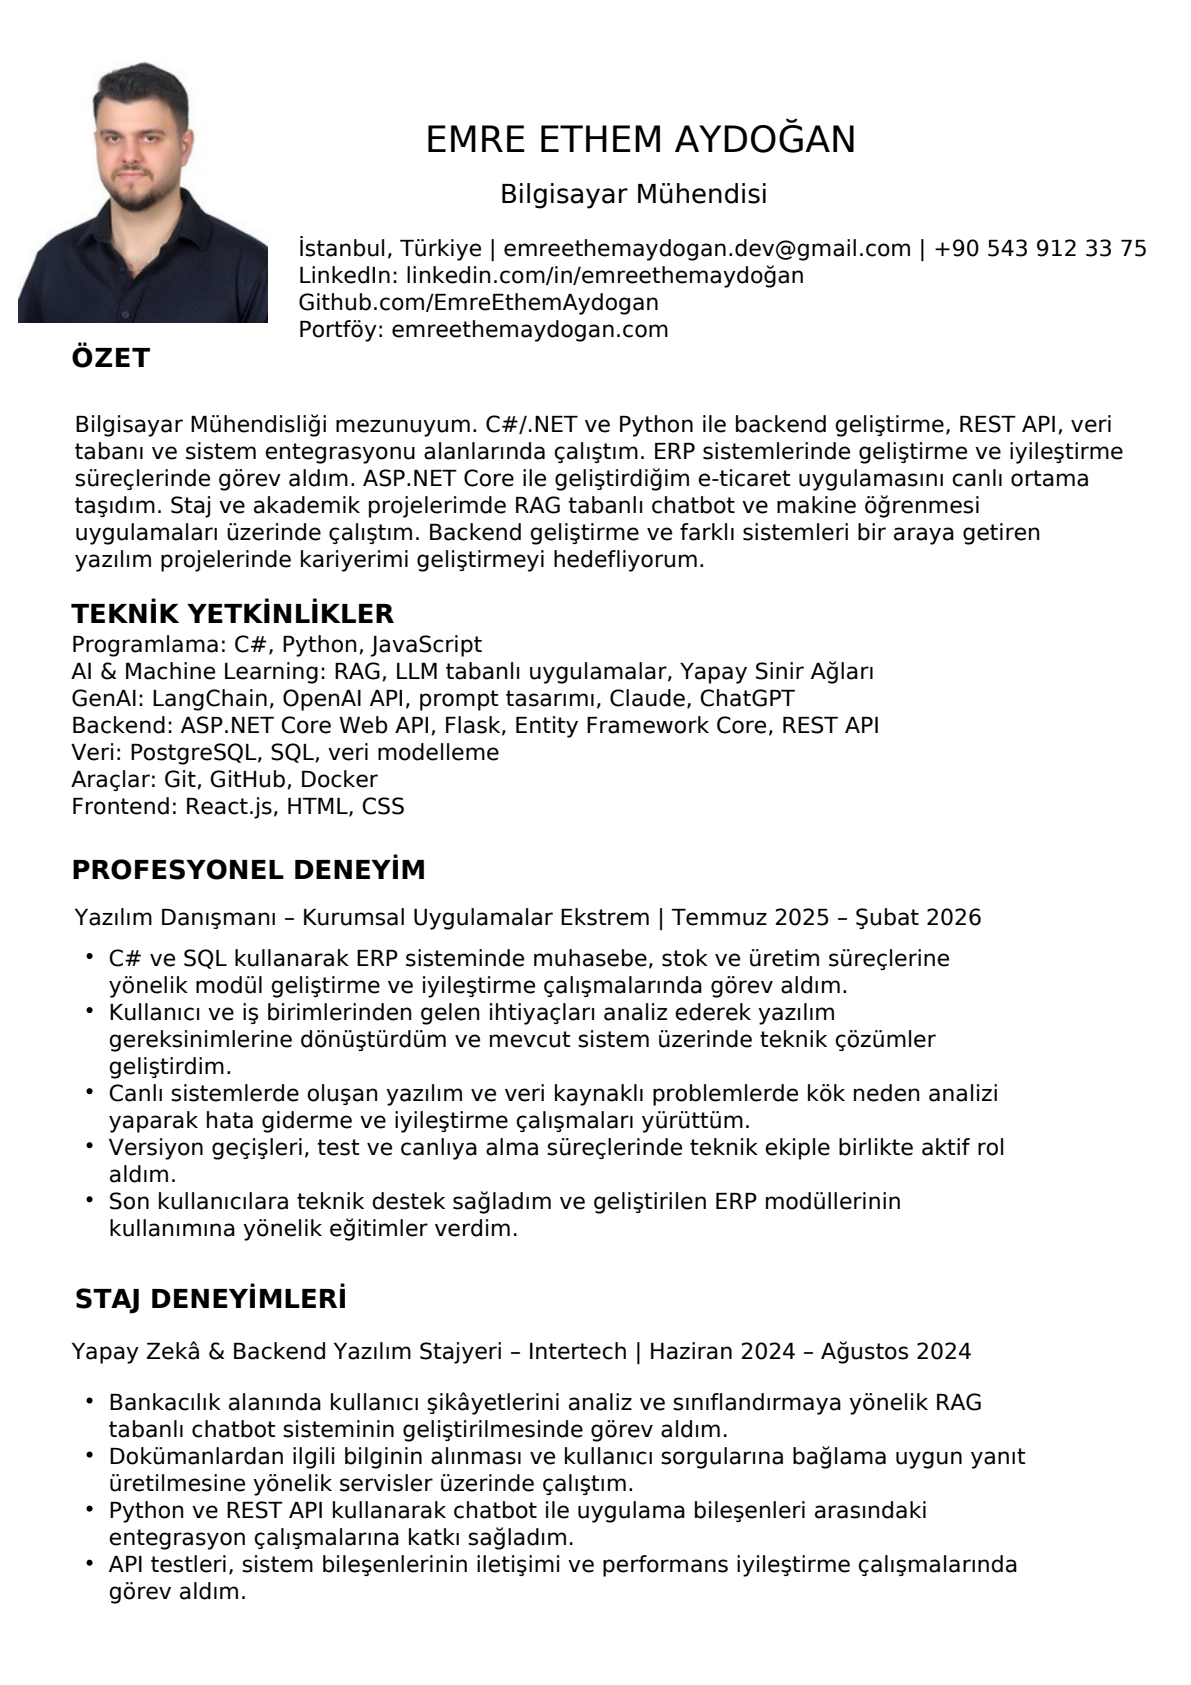 EMRE ETHEM AYDOĞAN
Bilgisayar Mühendisi
İstanbul, Türkiye | emreethemaydogan.dev@gmail.com | +90 543 912 33 75
LinkedIn: linkedin.com/in/emreethemaydoğan
Github.com/EmreEthemAydogan
Portföy: emreethemaydogan.com
ÖZET
Bilgisayar Mühendisliği mezunuyum. C#/.NET ve Python ile backend geliştirme, REST API, veri
tabanı ve sistem entegrasyonu alanlarında çalıştım. ERP sistemlerinde geliştirme ve iyileştirme
süreçlerinde görev aldım. ASP.NET Core ile geliştirdiğim e-ticaret uygulamasını canlı ortama
taşıdım. Staj ve akademik projelerimde RAG tabanlı chatbot ve makine öğrenmesi
uygulamaları üzerinde çalıştım. Backend geliştirme ve farklı sistemleri bir araya getiren
yazılım projelerinde kariyerimi geliştirmeyi hedefliyorum.
TEKNİK YETKİNLİKLER
Programlama: C#, Python, JavaScript
AI & Machine Learning: RAG, LLM tabanlı uygulamalar, Yapay Sinir Ağları
GenAI: LangChain, OpenAI API, prompt tasarımı, Claude, ChatGPT
Backend: ASP.NET Core Web API, Flask, Entity Framework Core, REST API
Veri: PostgreSQL, SQL, veri modelleme
Araçlar: Git, GitHub, Docker
Frontend: React.js, HTML, CSS
PROFESYONEL DENEYİM
Yazılım Danışmanı – Kurumsal Uygulamalar Ekstrem | Temmuz 2025 – Şubat 2026
• C# ve SQL kullanarak ERP sisteminde muhasebe, stok ve üretim süreçlerine
yönelik modül geliştirme ve iyileştirme çalışmalarında görev aldım.
• Kullanıcı ve iş birimlerinden gelen ihtiyaçları analiz ederek yazılım
gereksinimlerine dönüştürdüm ve mevcut sistem üzerinde teknik çözümler
geliştirdim.
• Canlı sistemlerde oluşan yazılım ve veri kaynaklı problemlerde kök neden analizi
yaparak hata giderme ve iyileştirme çalışmaları yürüttüm.
• Versiyon geçişleri, test ve canlıya alma süreçlerinde teknik ekiple birlikte aktif rol
aldım.
• Son kullanıcılara teknik destek sağladım ve geliştirilen ERP modüllerinin
kullanımına yönelik eğitimler verdim.
STAJ DENEYİMLERİ
Yapay Zekâ & Backend Yazılım Stajyeri – Intertech | Haziran 2024 – Ağustos 2024
• Bankacılık alanında kullanıcı şikâyetlerini analiz ve sınıflandırmaya yönelik RAG
tabanlı chatbot sisteminin geliştirilmesinde görev aldım.
• Dokümanlardan ilgili bilginin alınması ve kullanıcı sorgularına bağlama uygun yanıt
üretilmesine yönelik servisler üzerinde çalıştım.
• Python ve REST API kullanarak chatbot ile uygulama bileşenleri arasındaki
entegrasyon çalışmalarına katkı sağladım.
• API testleri, sistem bileşenlerinin iletişimi ve performans iyileştirme çalışmalarında
görev aldım.